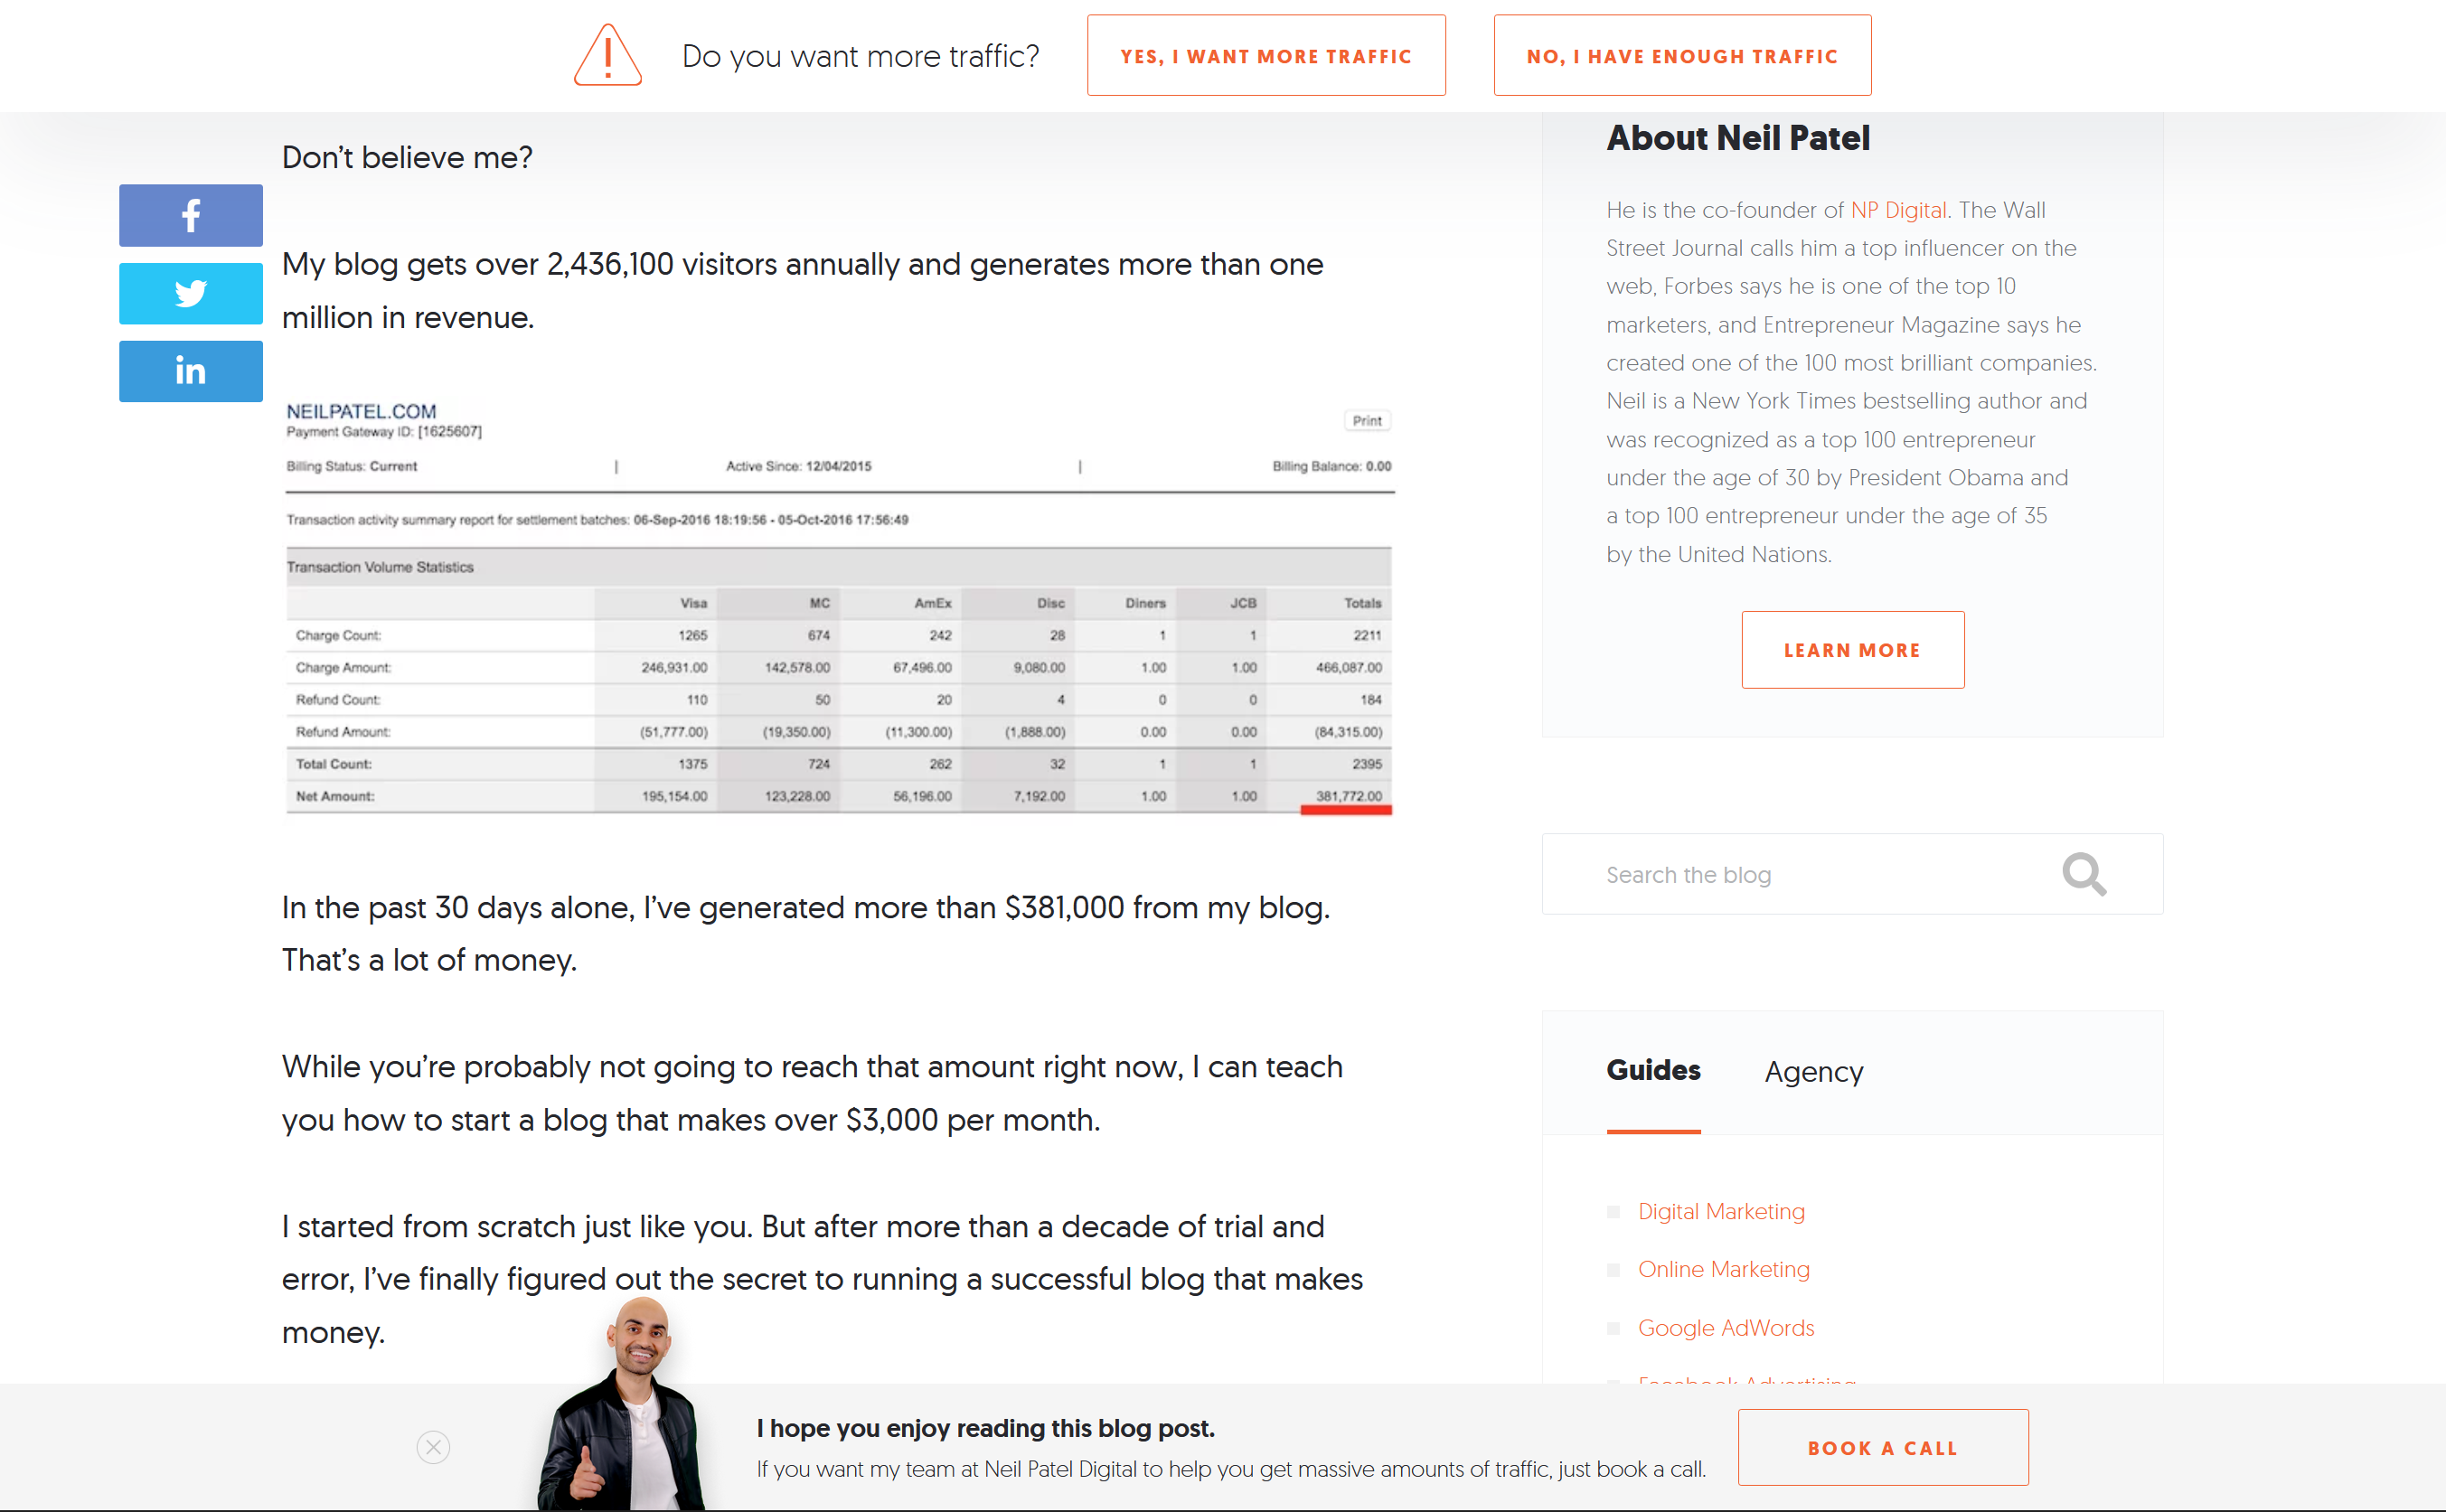 Do you want more traffic?
YES, I WANT MORE TRAFFIC
NO, I HAVE ENOUGH TRAFFIC
Don’t believe me?
f
in
My blog gets over 2,436,100 visitors annually and generates more than one
million in revenue.
NEILPATEL.COM
Print
Payment Gateway ID: [1625607]
Billing Status: Current | Active Since: 12/04/2015 | Billing Balance: 0.00
Transaction activity summary report for settlement batches: 06-Sep-2016 18:19:56 - 05-Oct-2016 17:56:49
Transaction Volume Statistics
Visa MC AmEx Disc Diners JCB Totals
Charge Count: 1265 674 242 28 1 1 2211
Charge Amount: 246,931.00 142,578.00 67,496.00 9,080.00 1.00 1.00 466,087.00
Refund Count: 110 50 20 4 0 0 184
Refund Amount: (51,777.00) (19,350.00) (11,300.00) (1,888.00) 0.00 0.00 (84,315.00)
Total Count: 1375 724 262 32 1 1 2395
Net Amount: 195,154.00 123,228.00 56,196.00 7,192.00 1.00 1.00 381,772.00
In the past 30 days alone, I’ve generated more than $381,000 from my blog.
That’s a lot of money.
While you’re probably not going to reach that amount right now, I can teach
you how to start a blog that makes over $3,000 per month.
I started from scratch just like you. But after more than a decade of trial and
error, I’ve finally figured out the secret to running a successful blog that makes
money.
About Neil Patel
He is the co-founder of NP Digital. The Wall
Street Journal calls him a top influencer on the
web, Forbes says he is one of the top 10
marketers, and Entrepreneur Magazine says he
created one of the 100 most brilliant companies.
Neil is a New York Times bestselling author and
was recognized as a top 100 entrepreneur
under the age of 30 by President Obama and
a top 100 entrepreneur under the age of 35
by the United Nations.
LEARN MORE
Search the blog
Guides Agency
Digital Marketing
Online Marketing
Google AdWords
Facebook Advertising
I hope you enjoy reading this blog post.
If you want my team at Neil Patel Digital to help you get massive amounts of traffic, just book a call.
BOOK A CALL